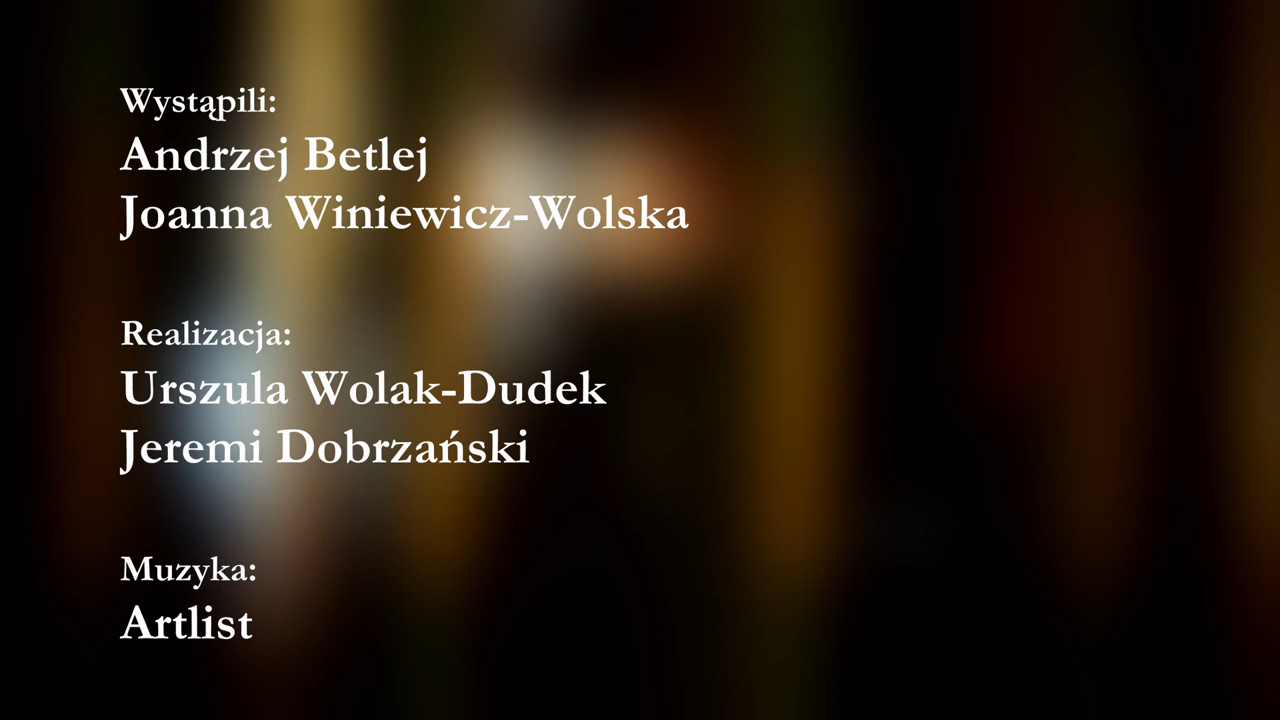 Wystąpili:
Andrzej Betlej
Joanna Winiewicz-Wolska
Realizacja:
Urszula Wolak-Dudek
Jeremi Dobrzański
Muzyka:
Artlist